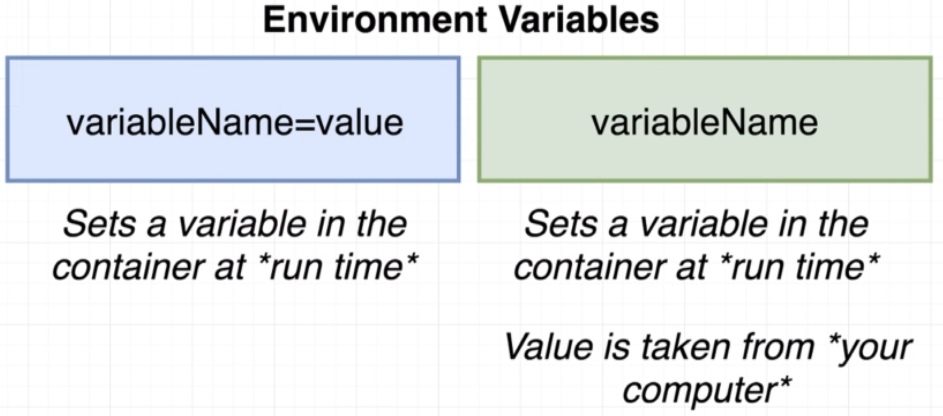 Environment Variables
variableName=value
variableName
Sets a variable in the
container at *run time*
Sets a variable in the
container at *run time*
Value is taken from *your
computer*